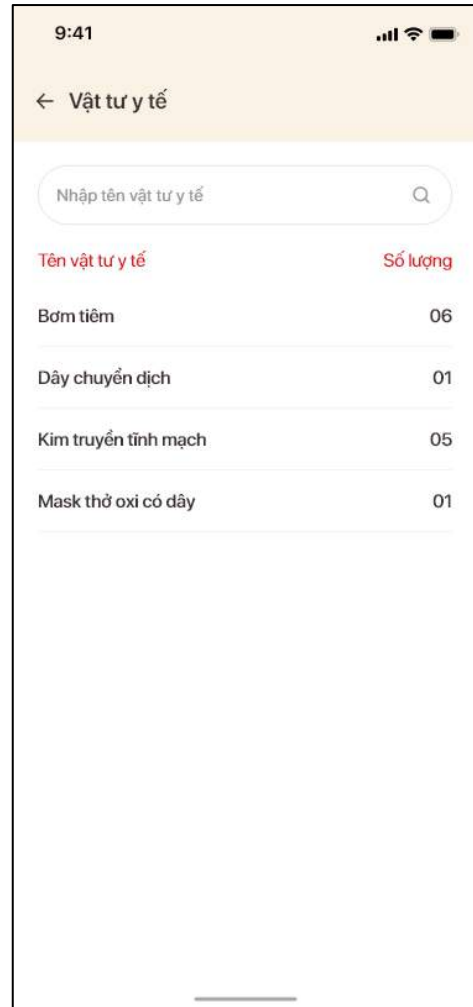 9:41
Vật tư y tế
Nhập tên vật tư y tế
Tên vật tư y tế Số lượng
Bơm tiêm 06
Dây chuyển dịch 01
Kim truyền tĩnh mạch 05
Mask thở oxi có dây 01